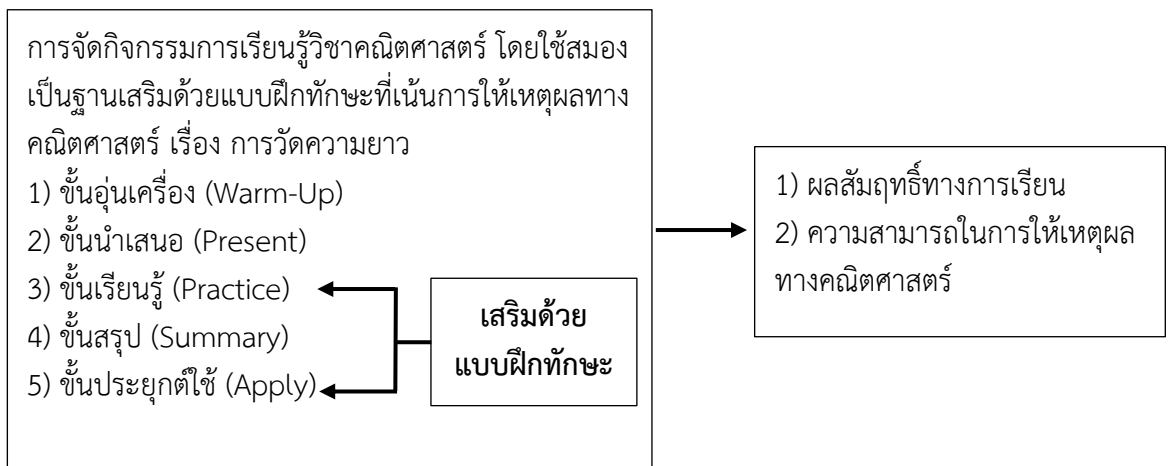 การจัดกิจกรรมการเรียนรู้วิชาคณิตศาสตร์ โดยใช้สมอง
เป็นฐานเสริมด้วยแบบฝึกทักษะที่เน้นการให้เหตุผลทาง
คณิตศาสตร์ เรื่อง การวัดความยาว
1) ขั้นอุ่นเครื่อง (Warm-Up)
2) ขั้นนำเสนอ (Present)
3) ขั้นเรียนรู้ (Practice)
4) ขั้นสรุป (Summary)
5) ขั้นประยุกต์ใช้ (Apply)
เสริมด้วย
แบบฝึกทักษะ
1) ผลสัมฤทธิ์ทางการเรียน
2) ความสามารถในการให้เหตุผล
ทางคณิตศาสตร์